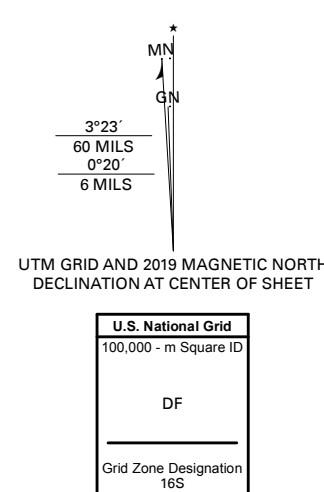 MN
GN
3°23´
60 MILS
0°20´
6 MILS
UTM GRID AND 2019 MAGNETIC NORTH
DECLINATION AT CENTER OF SHEET
U.S. National Grid
100,000 - m Square ID
DF
Grid Zone Designation
16S